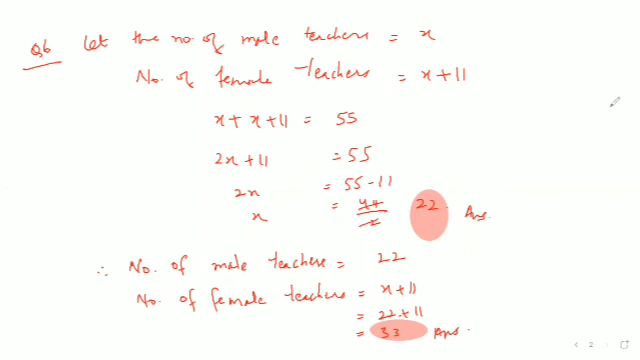 Q6 Let the no. of male teachers = x
No. of female teachers = x+11
x + x+11 = 55
2x+11 = 55
2x = 55-11
x = 44/2 22. Ans.
∴ No. of male teachers = 22
No. of female teachers = x+11
= 22+11
= 33 Ans.
2